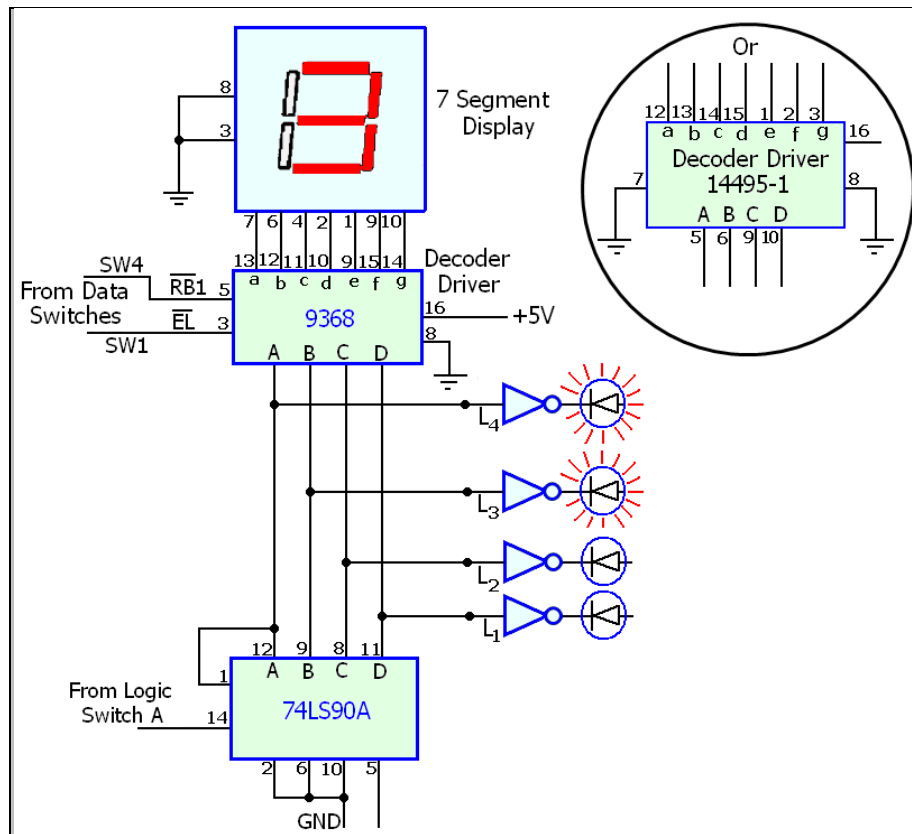 Or
7 Segment
Display
8
3
12 13 14 15 1 2 3
a b c d e f g
16
Decoder Driver
14495-1
7
8
A B C D
5 6 9 10
7 6 4 2 1 9 10
13 12 11 10 9 15 14
a b c d e f g
Decoder
Driver
SW4
RB1
5
From Data
Switches
EL
3
SW1
9368
16
+5V
8
A B C D
L4
L3
L2
L1
12 9 8 11
A B C D
1
From Logic
Switch A
14
74LS90A
2 6 10 5
GND